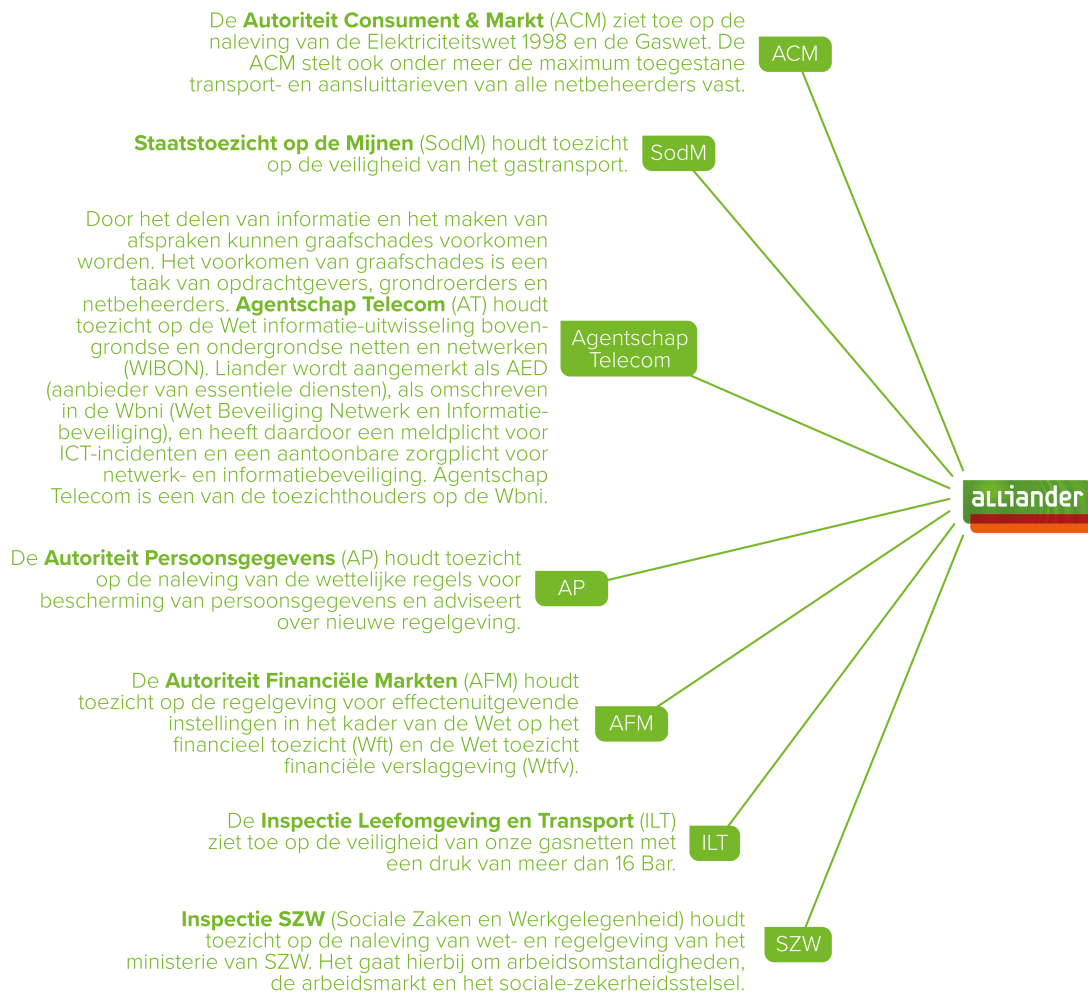 De Autoriteit Consument & Markt (ACM) ziet toe op de
naleving van de Elektriciteitswet 1998 en de Gaswet. De
ACM stelt ook onder meer de maximum toegestane
transport- en aansluittarieven van alle netbeheerders vast.
ACM
Staatstoezicht op de Mijnen (SodM) houdt toezicht
op de veiligheid van het gastransport.
SodM
Door het delen van informatie en het maken van
afspraken kunnen graafschades voorkomen
worden. Het voorkomen van graafschades is een
taak van opdrachtgevers, grondroerders en
netbeheerders. Agentschap Telecom (AT) houdt
toezicht op de Wet informatie-uitwisseling boven-
grondse en ondergrondse netten en netwerken
(WIBON). Liander wordt aangemerkt als AED
(aanbieder van essentiele diensten), als omschreven
in de Wbni (Wet Beveiliging Netwerk en Informatie-
beveiliging), en heeft daardoor een meldplicht voor
ICT-incidenten en een aantoonbare zorgplicht voor
netwerk- en informatiebeveiliging. Agentschap
Telecom is een van de toezichthouders op de Wbni.
Agentschap
Telecom
alliander
De Autoriteit Persoonsgegevens (AP) houdt toezicht
op de naleving van de wettelijke regels voor
bescherming van persoonsgegevens en adviseert
over nieuwe regelgeving.
AP
De Autoriteit Financiële Markten (AFM) houdt
toezicht op de regelgeving voor effectenuitgevende
instellingen in het kader van de Wet op het
financieel toezicht (Wft) en de Wet toezicht
financiële verslaggeving (Wtfv).
AFM
De Inspectie Leefomgeving en Transport (ILT)
ziet toe op de veiligheid van onze gasnetten met
een druk van meer dan 16 Bar.
ILT
Inspectie SZW (Sociale Zaken en Werkgelegenheid) houdt
toezicht op de naleving van wet- en regelgeving van het
ministerie van SZW. Het gaat hierbij om arbeidsomstandigheden,
de arbeidsmarkt en het sociale-zekerheidsstelsel.
SZW